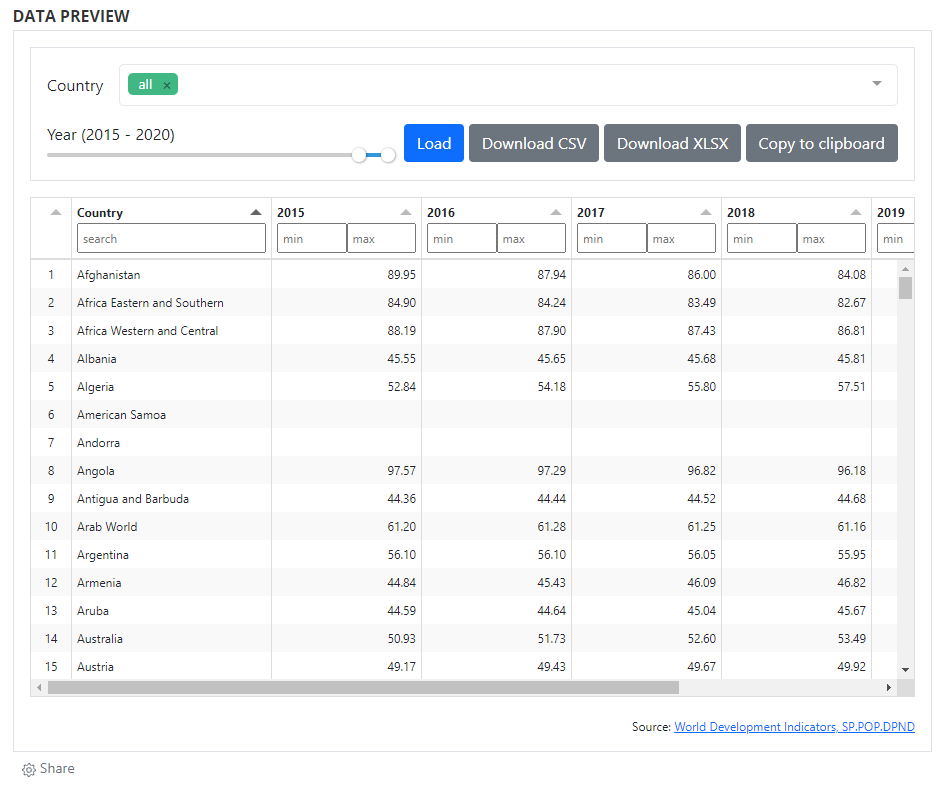 DATA PREVIEW
Country all ×
Year (2015 - 2020) Load Download CSV Download XLSX Copy to clipboard
Country 2015 2016 2017 2018 2019
search min max min max min max min max min
1 Afghanistan 89.95 87.94 86.00 84.08
2 Africa Eastern and Southern 84.90 84.24 83.49 82.67
3 Africa Western and Central 88.19 87.90 87.43 86.81
4 Albania 45.55 45.65 45.68 45.81
5 Algeria 52.84 54.18 55.80 57.51
6 American Samoa
7 Andorra
8 Angola 97.57 97.29 96.82 96.18
9 Antigua and Barbuda 44.36 44.44 44.52 44.68
10 Arab World 61.20 61.28 61.25 61.16
11 Argentina 56.10 56.10 56.05 55.95
12 Armenia 44.84 45.43 46.09 46.82
13 Aruba 44.59 44.64 45.04 45.67
14 Australia 50.93 51.73 52.60 53.49
15 Austria 49.17 49.43 49.67 49.92
Source: World Development Indicators, SP.POP.DPND
Share